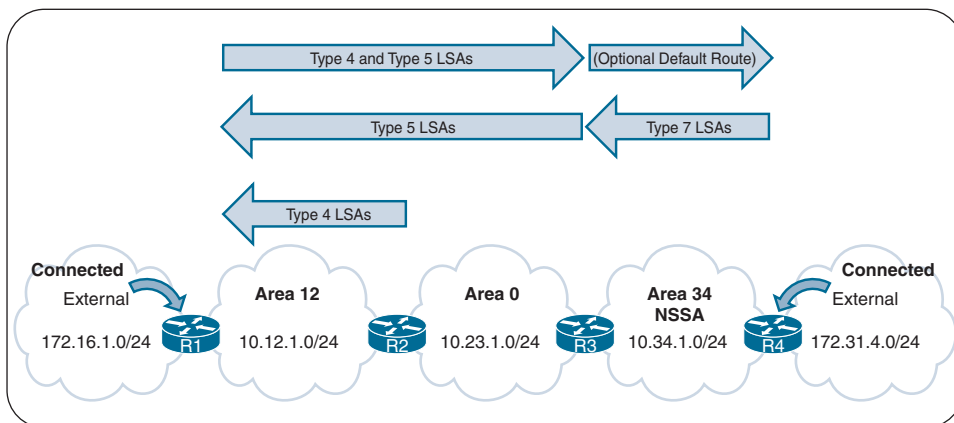 Type 4 and Type 5 LSAs
(Optional Default Route)
Type 5 LSAs
Type 7 LSAs
Type 4 LSAs
Connected
External
172.16.1.0/24
R1
Area 12
10.12.1.0/24
R2
Area 0
10.23.1.0/24
R3
Area 34
NSSA
10.34.1.0/24
R4
Connected
External
172.31.4.0/24